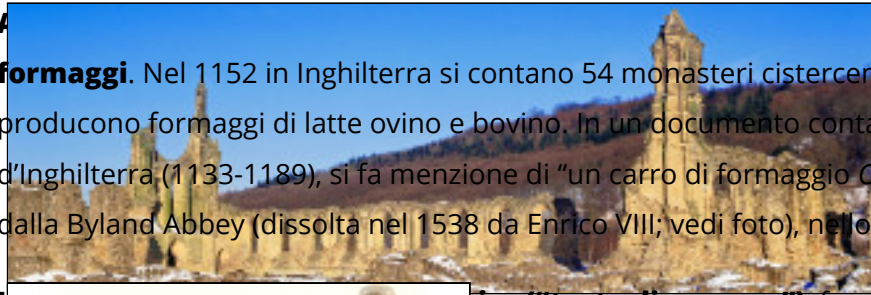 formaggi. Nel 1152 in Inghilterra si contano 54 monasteri
producono formaggi di latte ovino e bovino. In un documento
d’Inghilterra (1133-1189), si fa menzione di “un carro di formaggio
dalla Byland Abbey (dissolta nel 1538 da Enrico VIII; vedi foto), nello